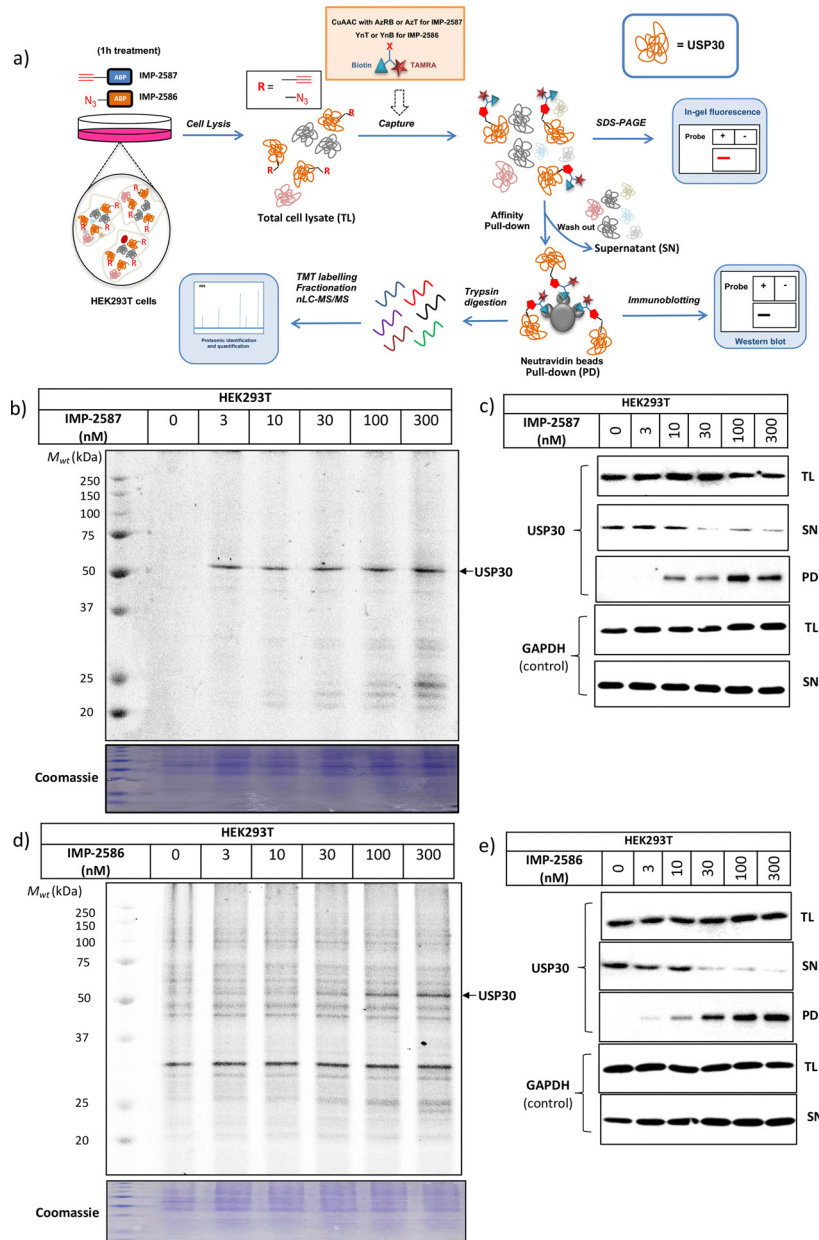 a)
(1h treatment)
ABP IMP-2587
N₃ ABP IMP-2586
HEK293T cells
Cell Lysis
R =
N₃
R
R
R
Total cell lysate (TL)
CuAAC with AzRB or AzT for IMP-2587
YnT or YnB for IMP-2586
X
Biotin TAMRA
Capture
= USP30
SDS-PAGE
In-gel fluorescence
Probe + -
Affinity
Pull-down
Wash out
Supernatant (SN)
Neutravidin beads
Pull-down (PD)
Immunoblotting
Probe + -
Western blot
Trypsin
digestion
TMT labelling
Fractionation
nLC-MS/MS
m/z
Proteomic identification
and quantification
b)
HEK293T
IMP-2587
(nM)
0 3 10 30 100 300
Mwt (kDa)
250
150
100
75
50
37
25
20
USP30
Coomassie
c)
HEK293T
IMP-2587
(nM)
0 3 10 30 100 300
USP30
TL
SN
PD
GAPDH
(control)
TL
SN
d)
HEK293T
IMP-2586
(nM)
0 3 10 30 100 300
Mwt (kDa)
250
150
100
75
50
37
25
20
USP30
Coomassie
e)
HEK293T
IMP-2586
(nM)
0 3 10 30 100 300
USP30
TL
SN
PD
GAPDH
(control)
TL
SN